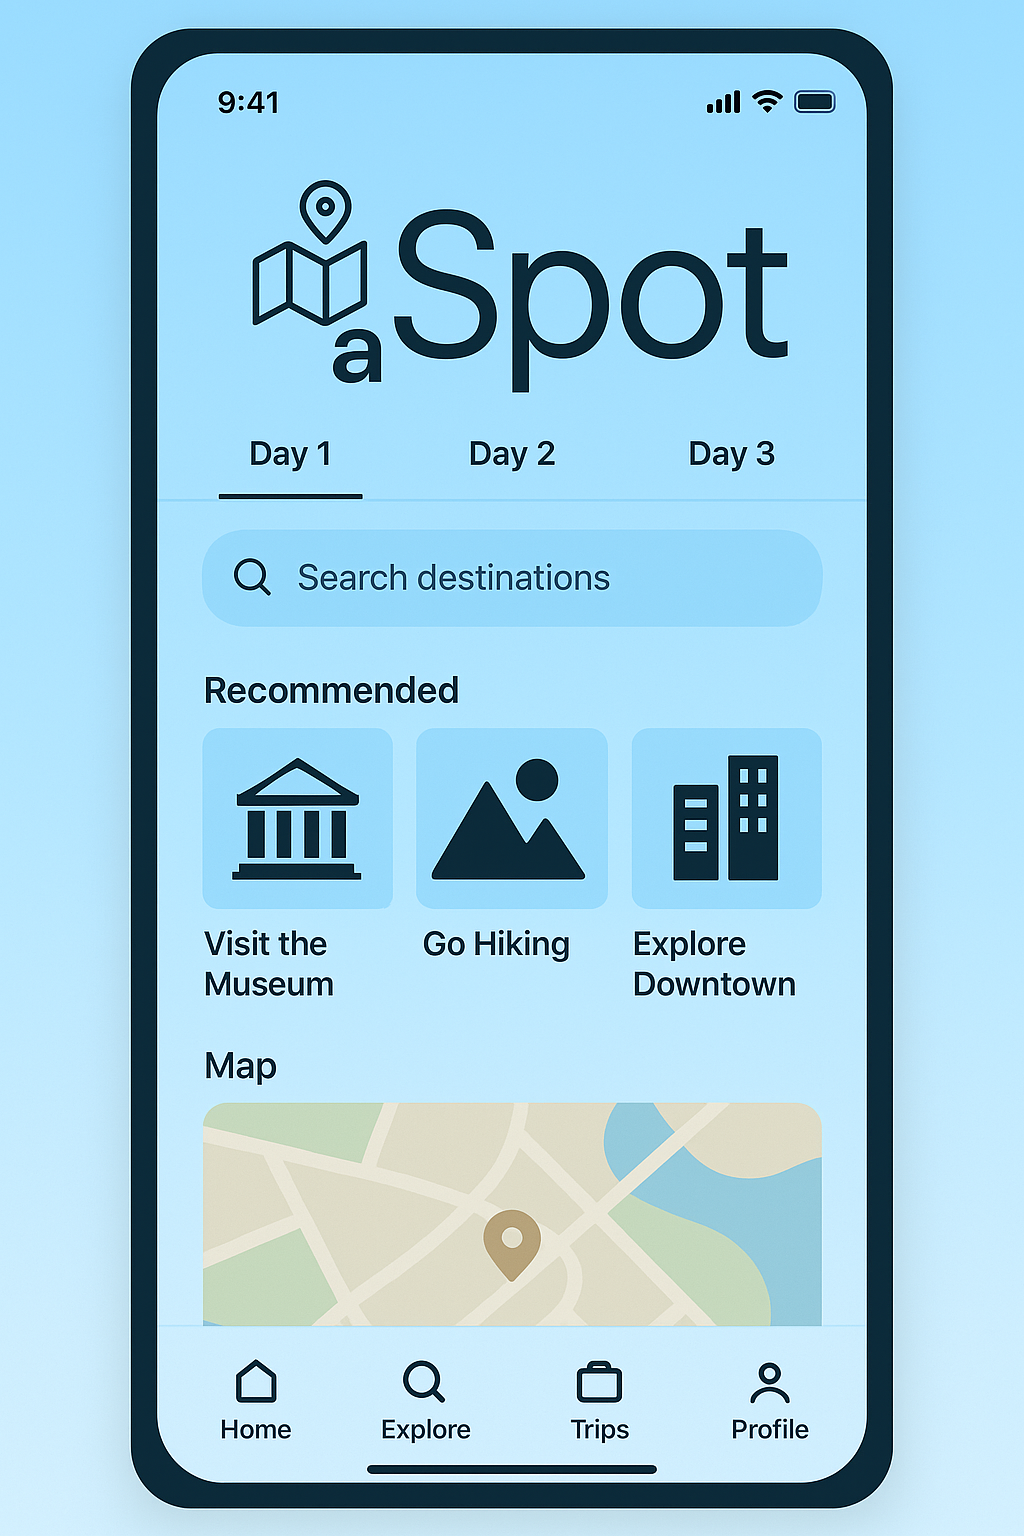 9:41
aSpot
Day 1 Day 2 Day 3
Search destinations
Recommended
Visit the Museum
Go Hiking
Explore Downtown
Map
Home Explore Trips Profile